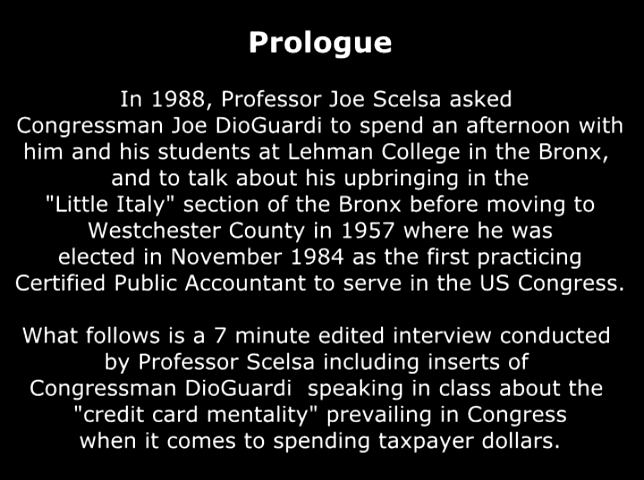 Prologue
In 1988, Professor Joe Scelsa asked
Congressman Joe DioGuardi to spend an afternoon with
him and his students at Lehman College in the Bronx,
and to talk about his upbringing in the
"Little Italy" section of the Bronx before moving to
Westchester County in 1957 where he was
elected in November 1984 as the first practicing
Certified Public Accountant to serve in the US Congress.
What follows is a 7 minute edited interview conducted
by Professor Scelsa including inserts of
Congressman DioGuardi  speaking in class about the
"credit card mentality" prevailing in Congress
when it comes to spending taxpayer dollars.